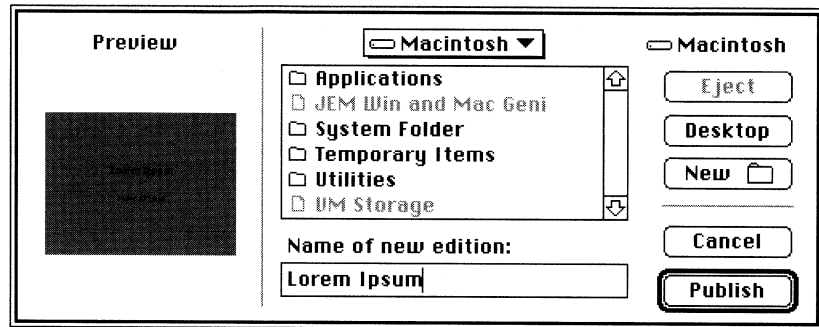 Preview
Macintosh
Applications
JEM Win and Mac Geni
System Folder
Temporary Items
Utilities
VM Storage
Name of new edition:
Lorem Ipsum
Macintosh
Eject
Desktop
New
Cancel
Publish